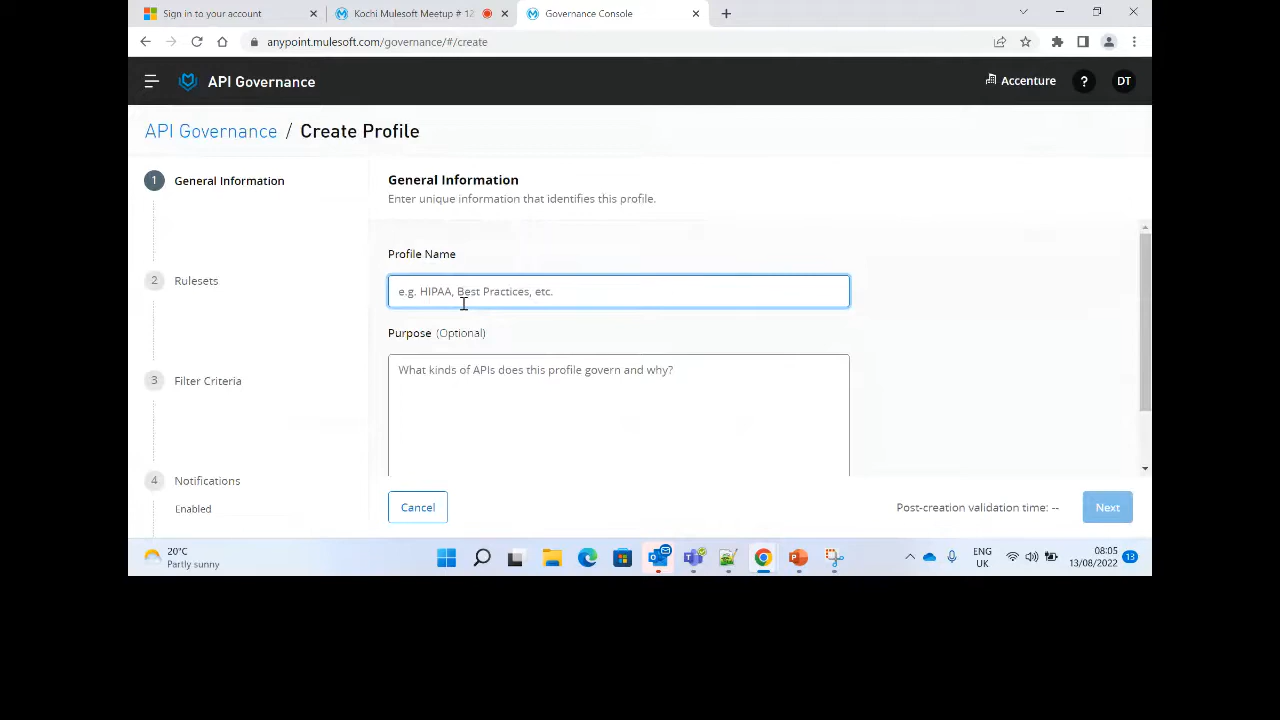 Sign in to your account
Kochi Mulesoft Meetup # 12
Governance Console
anypoint.mulesoft.com/governance/#/create
API Governance
Accenture
?
DT
API Governance / Create Profile
1 General Information
2 Rulesets
3 Filter Criteria
4 Notifications
Enabled
General Information
Enter unique information that identifies this profile.
Profile Name
e.g. HIPAA, Best Practices, etc.
Purpose (Optional)
What kinds of APIs does this profile govern and why?
Cancel
Post-creation validation time: --
Next
20°C
Partly sunny
ENG
UK
08:05
13/08/2022
13